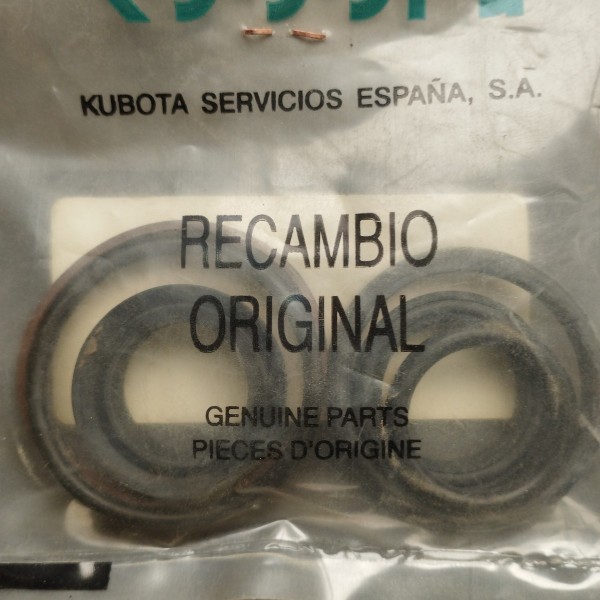 KUBOTA SERVICIOS ESPAÑA, S.A.
RECAMBIO
ORIGINAL
GENUINE PARTS
PIECES D'ORIGINE